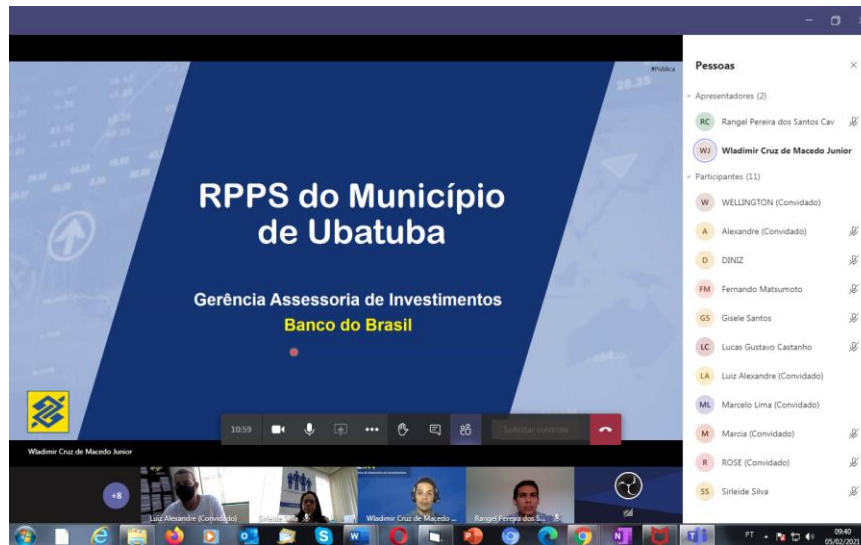 #Pública
RPPS do Município
de Ubatuba
Gerência Assessoria de Investimentos
Banco do Brasil
10:59
Solicitar controle
Wladimir Cruz de Macedo Junior
+8
Luiz Alexandre (Convidado)
Sirleide Silva
Wladimir Cruz de Macedo ...
Rangel Pereira dos S...
Pessoas
Apresentadores (2)
RC Rangel Pereira dos Santos Cav
WJ Wladimir Cruz de Macedo Junior
Participantes (11)
W WELLINGTON (Convidado)
A Alexandre (Convidado)
D DINIZ
FM Fernando Matsumoto
GS Gisele Santos
LC Lucas Gustavo Castanho
LA Luiz Alexandre (Convidado)
ML Marcelo Lima (Convidado)
M Marcia (Convidado)
R ROSE (Convidado)
SS Sirleide Silva
PT
09:40
05/02/2021